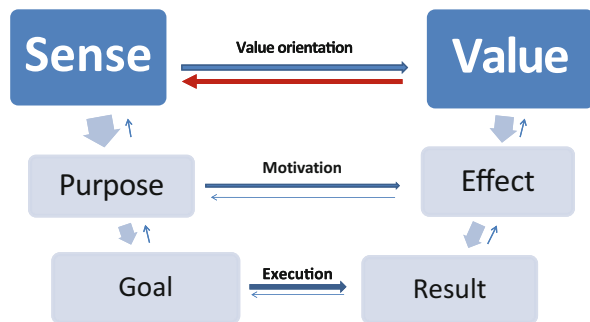 Sense
Value orientation
Value
Purpose
Motivation
Effect
Goal
Execution
Result